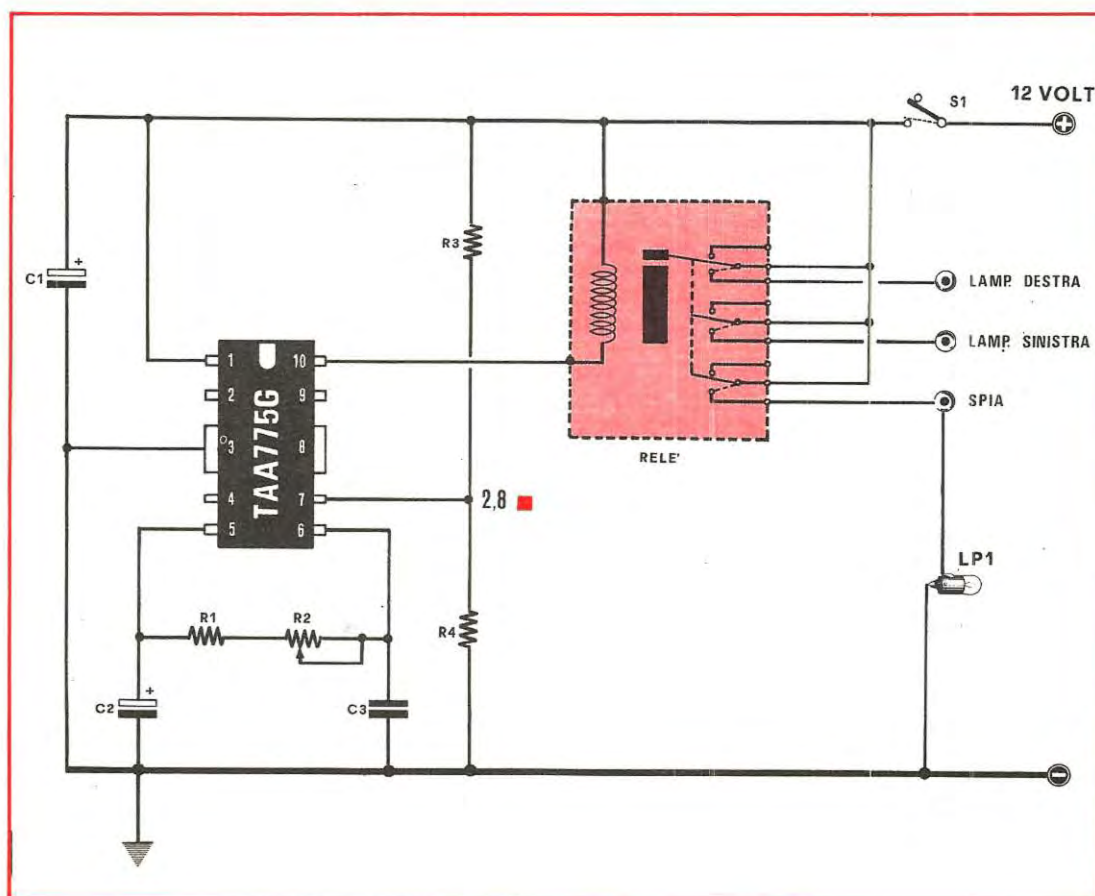 12 VOLT
S1
+
R3
+
C1
LAMP. DESTRA
LAMP. SINISTRA
SPIA
RELE'
1
10
2
9
3
8
4
7
5
6
TAA775G
2,8
LP1
R1
R2
R4
+
C2
C3
-